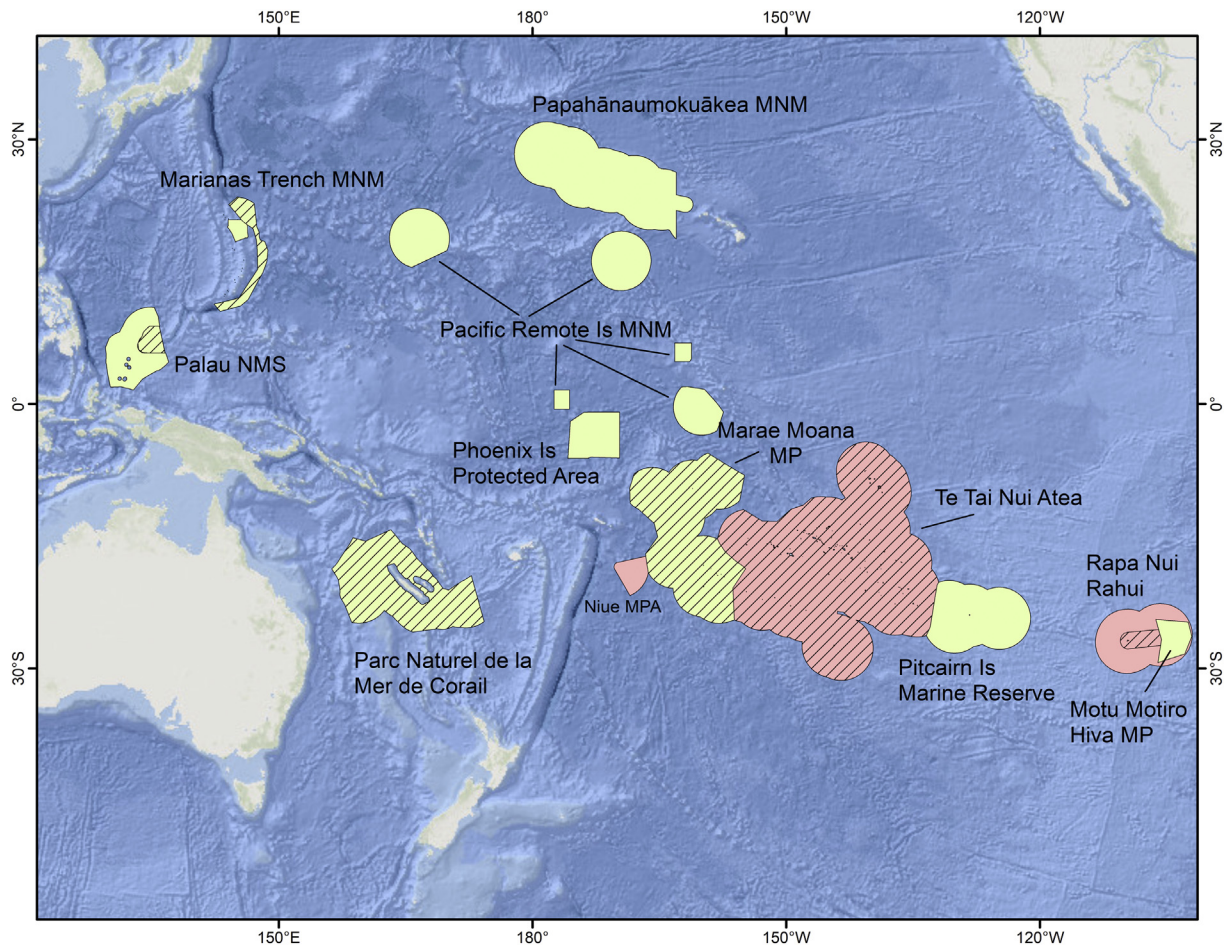 150°E 180° 150°W 120°W
30°N
30°N
Papahānaumokuākea MNM
Marianas Trench MNM
Pacific Remote Is MNM
Palau NMS
0°
0°
Marae Moana
MP
Phoenix Is
Protected Area
Te Tai Nui Atea
Rapa Nui
Rahui
Niue MPA
Parc Naturel de la
Mer de Corail
Pitcairn Is
Marine Reserve
30°S
30°S
Motu Motiro
Hiva MP
150°E 180° 150°W 120°W